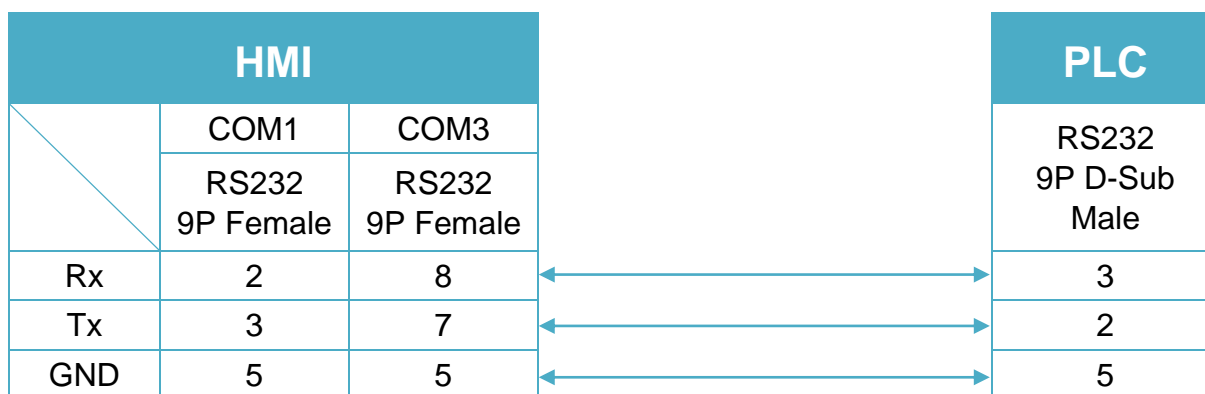 HMI
PLC
COM1 COM3
RS232
9P D-Sub
Male
RS232 RS232
9P Female 9P Female
Rx 2 8 3
Tx 3 7 2
GND 5 5 5